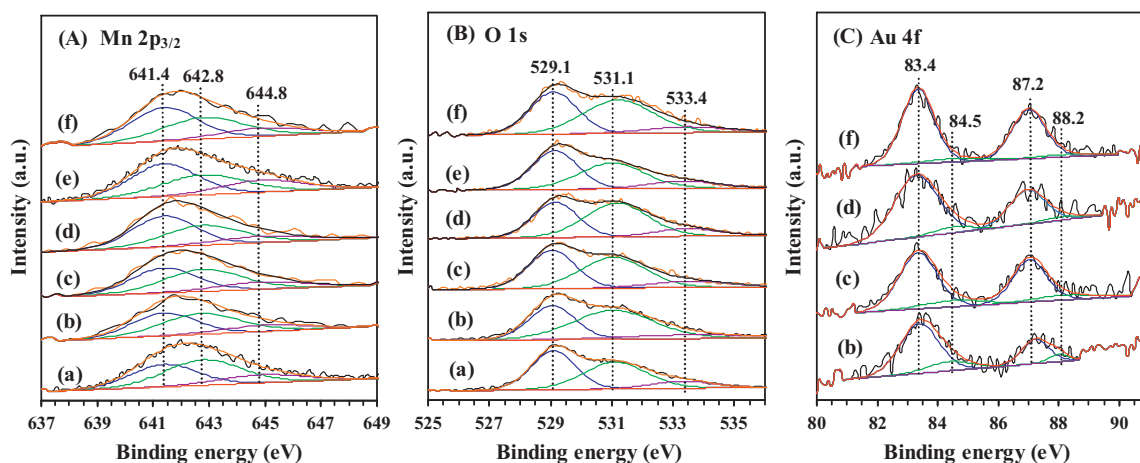 (A) Mn 2p3/2
641.4 642.8
644.8
(f)
(e)
(d)
(c)
(b)
(a)
637 639 641 643 645 647 649
Binding energy (eV)
Intensity (a.u.)
(B) O 1s
529.1
531.1
533.4
(f)
(e)
(d)
(c)
(b)
(a)
525 527 529 531 533 535
Binding energy (eV)
Intensity (a.u.)
(C) Au 4f
83.4
87.2
84.5
88.2
(f)
(d)
(c)
(b)
80 82 84 86 88 90
Binding energy (eV)
Intensity (a.u.)